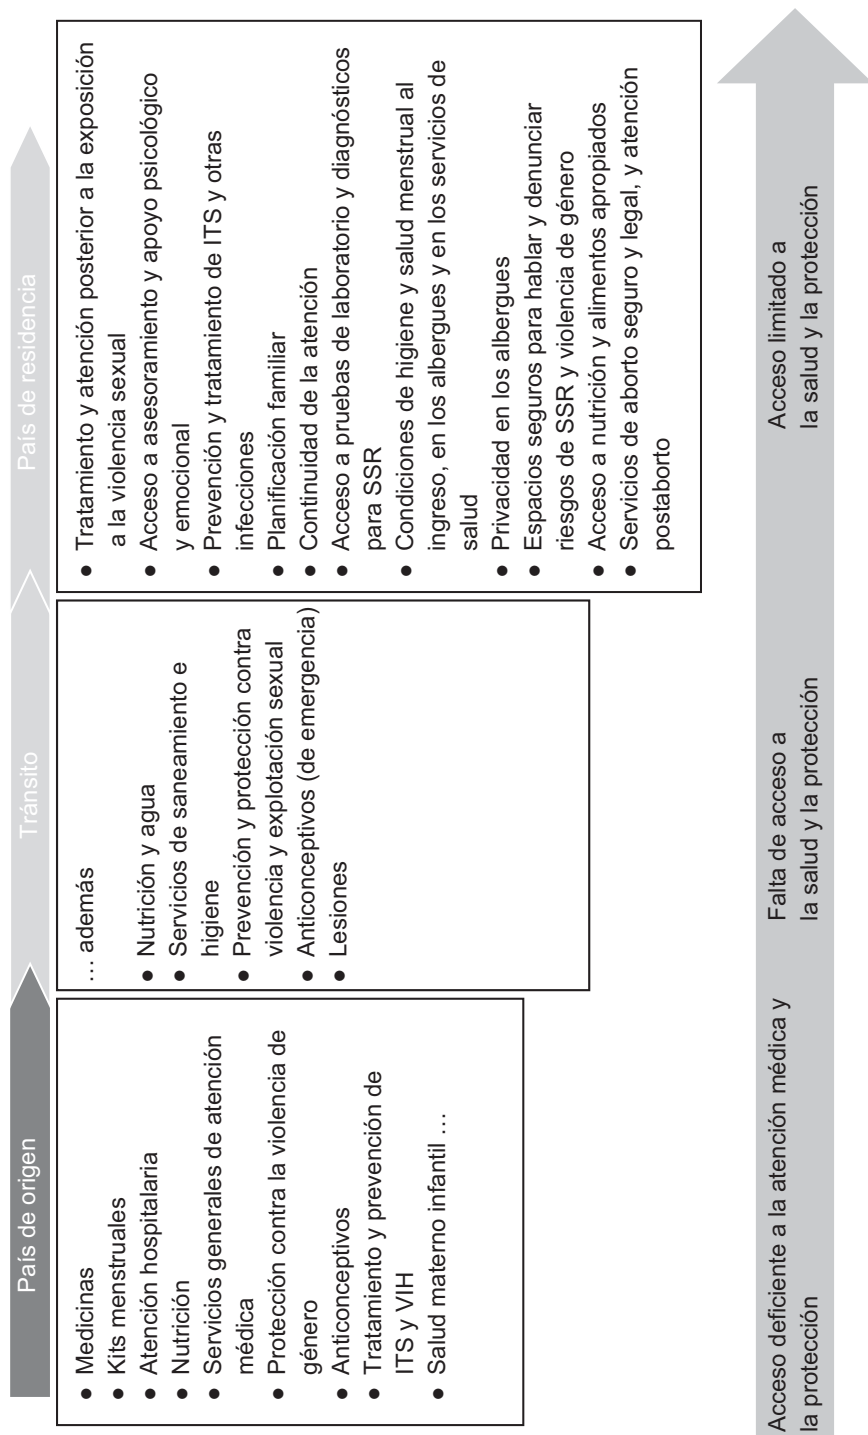 País de origen
● Medicinas
● Kits menstruales
● Atención hospitalaria
● Nutrición
● Servicios generales de atención
médica
● Protección contra la violencia de
género
● Anticonceptivos
● Tratamiento y prevención de
ITS y VIH
● Salud materno infantil …
Tránsito
… además
● Nutrición y agua
● Servicios de saneamiento e
higiene
● Prevención y protección contra
violencia y explotación sexual
● Anticonceptivos (de emergencia)
● Lesiones
País de residencia
● Tratamiento y atención posterior a la exposición
a la violencia sexual
● Acceso a asesoramiento y apoyo psicológico
y emocional
● Prevención y tratamiento de ITS y otras
infecciones
● Planificación familiar
● Continuidad de la atención
● Acceso a pruebas de laboratorio y diagnósticos
para SSR
● Condiciones de higiene y salud menstrual al
ingreso, en los albergues y en los servicios de
salud
● Privacidad en los albergues
● Espacios seguros para hablar y denunciar
riesgos de SSR y violencia de género
● Acceso a nutrición y alimentos apropiados
● Servicios de aborto seguro y legal, y atención
postaborto
Acceso deficiente a la atención médica y
la protección
Falta de acceso a
la salud y la protección
Acceso limitado a
la salud y la protección